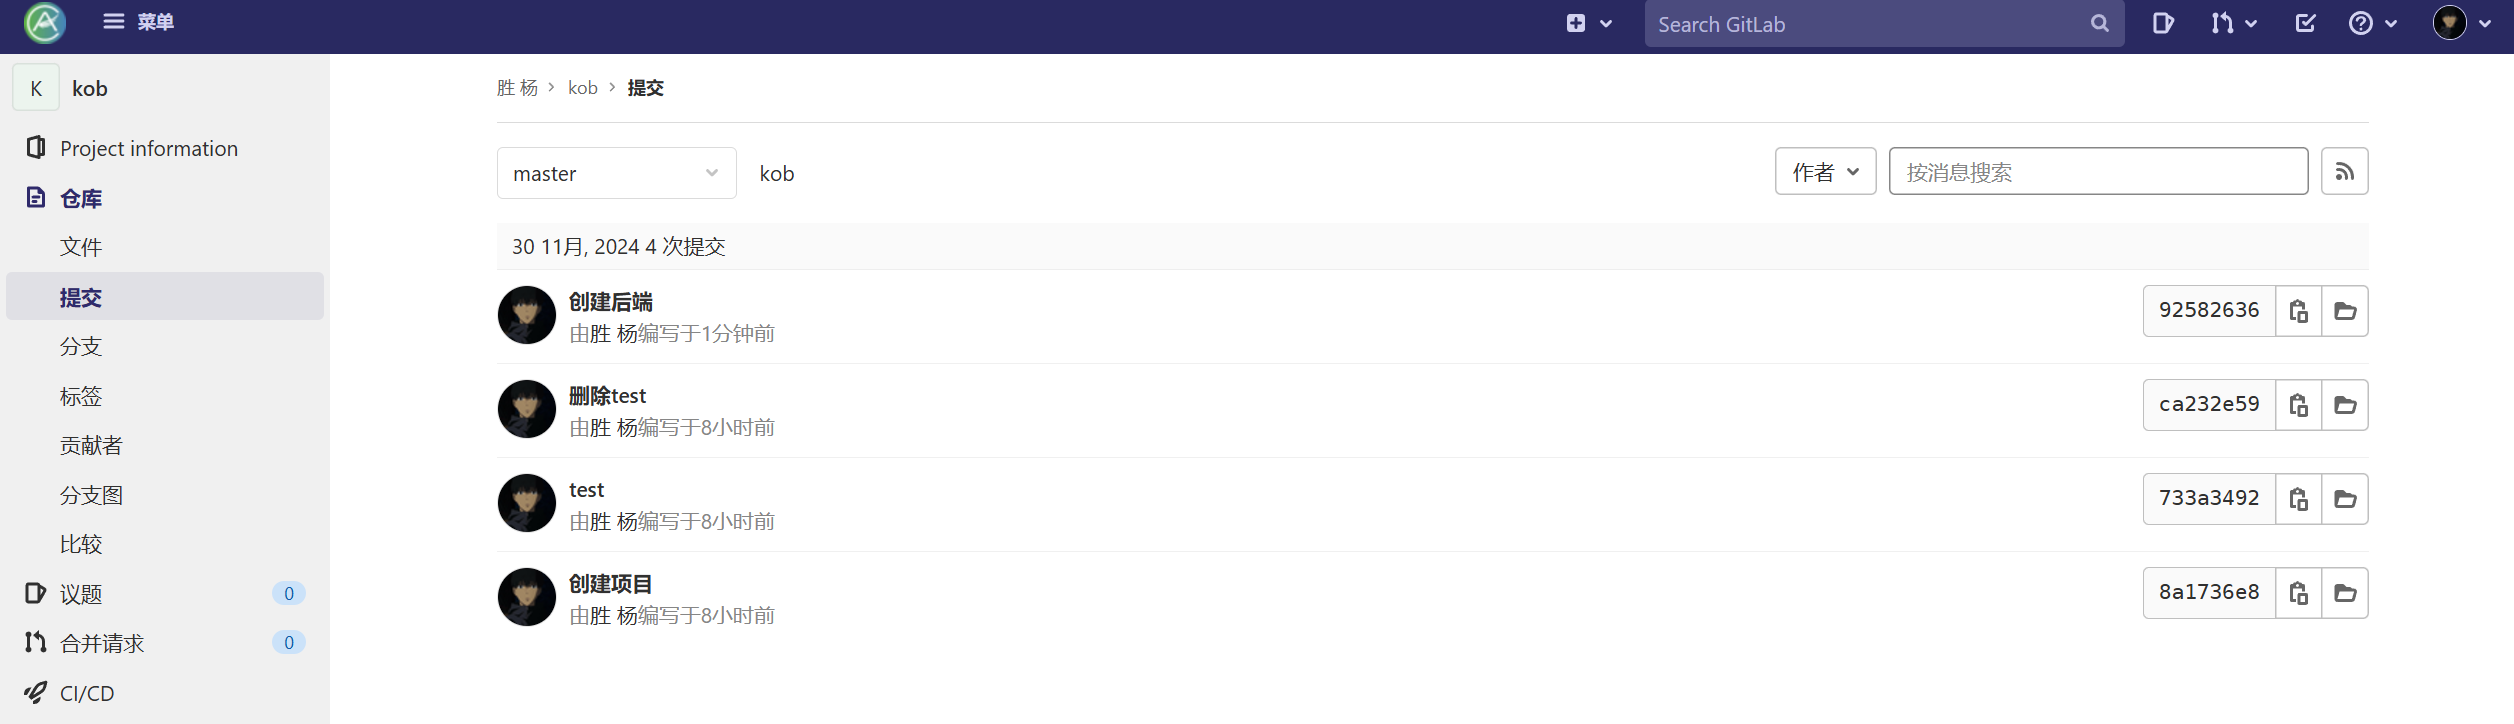 菜单
Search GitLab
K kob
Project information
仓库
文件
提交
分支
标签
贡献者
分支图
比较
议题 0
合并请求 0
CI/CD
胜 杨 › kob › 提交
master kob 作者 按消息搜索
30 11月, 2024 4 次提交
创建后端
由胜 杨编写于1分钟前
92582636
删除test
由胜 杨编写于8小时前
ca232e59
test
由胜 杨编写于8小时前
733a3492
创建项目
由胜 杨编写于8小时前
8a1736e8